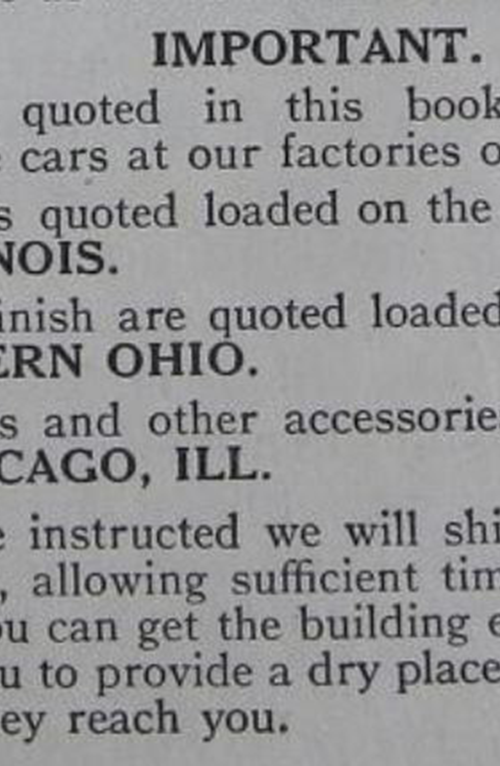 IMPORTANT.
quoted in this book
cars at our factories o
s quoted loaded on the
NOIS.
inish are quoted loaded
ERN OHIO.
s and other accessorie
CAGO, ILL.
e instructed we will shi
, allowing sufficient tim
ou can get the building e
u to provide a dry place
ey reach you.